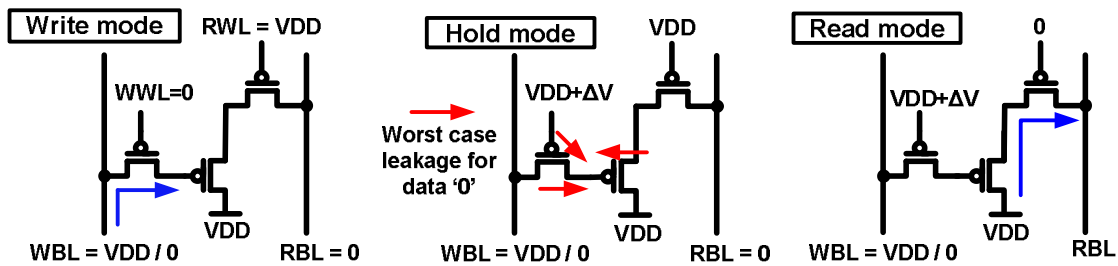 Write mode
RWL = VDD
WWL=0
VDD
WBL = VDD / 0
RBL = 0
Hold mode
VDD
VDD+ΔV
Worst case
leakage for
data ‘0’
VDD
WBL = VDD / 0
RBL = 0
Read mode
0
VDD+ΔV
VDD
WBL = VDD / 0
RBL